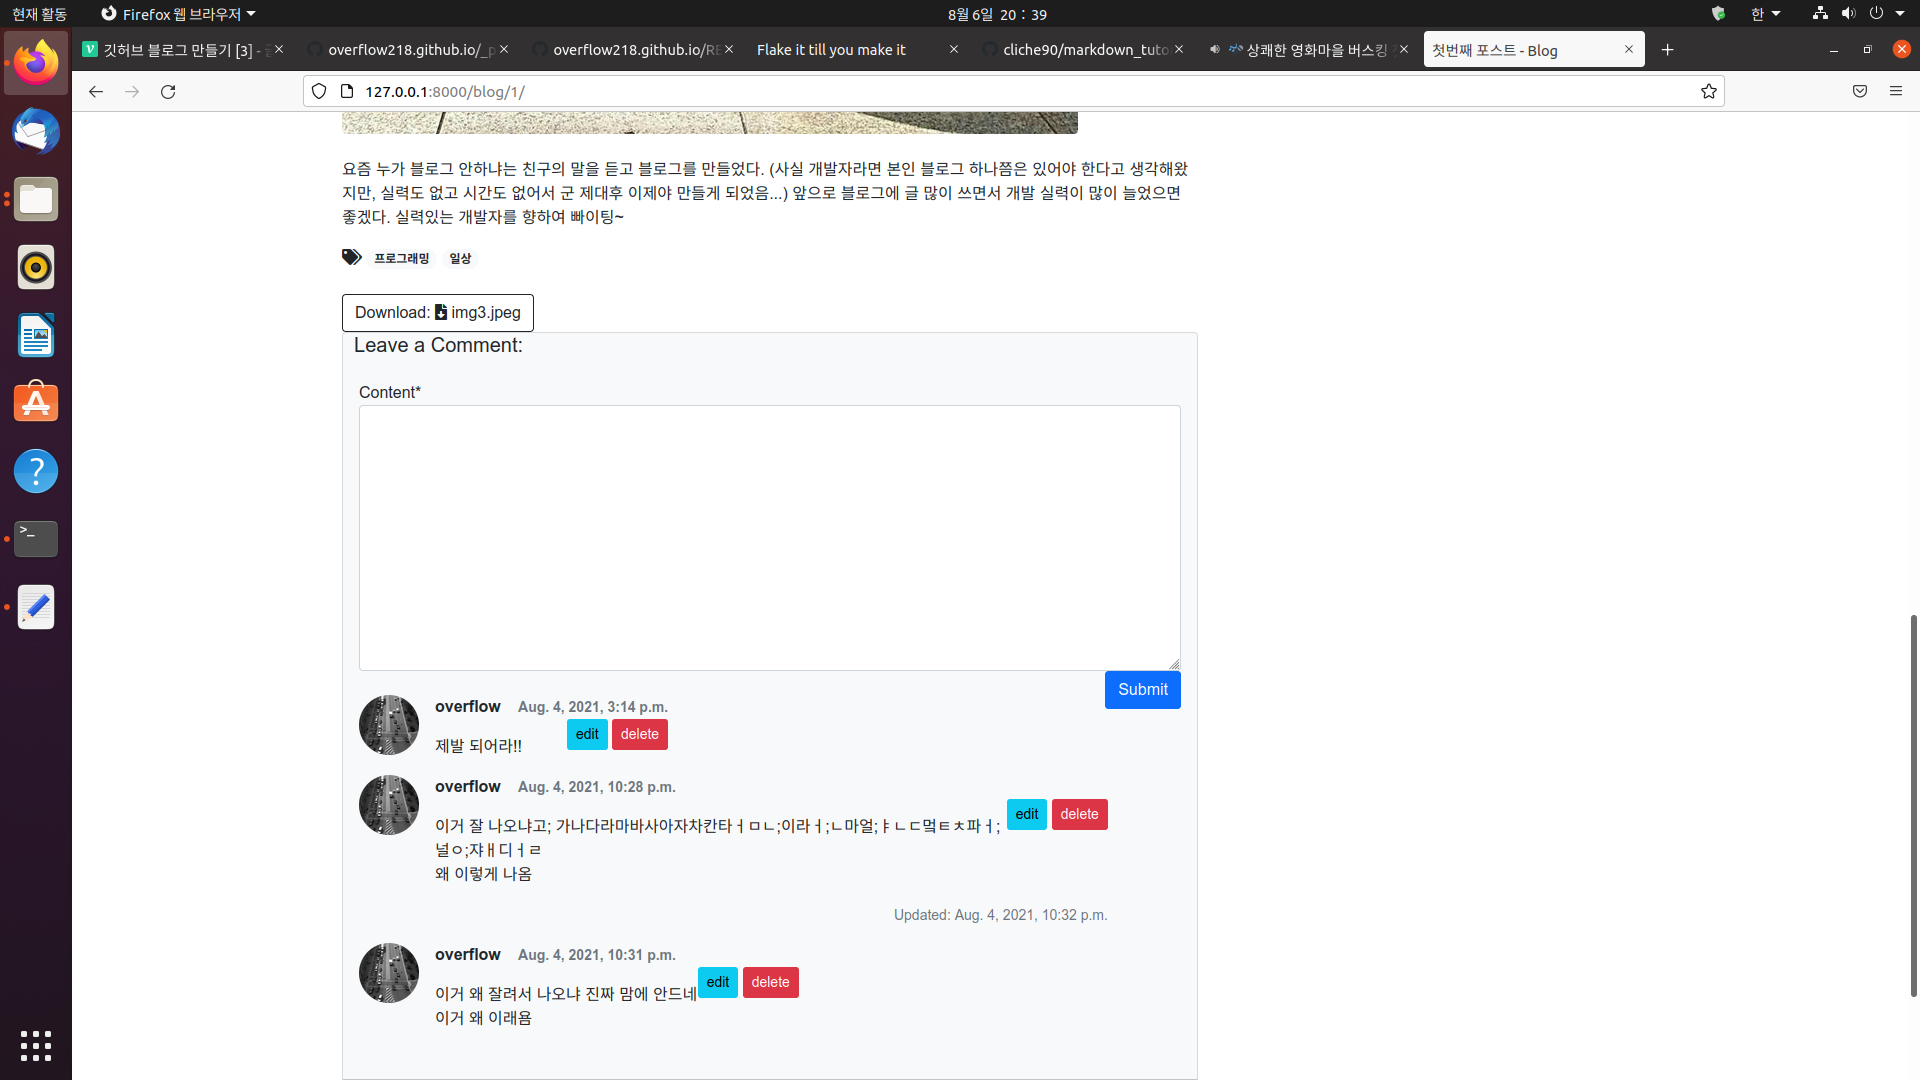 현재 활동
Firefox 웹 브라우저
8월 6일 20：39
한
깃허브 블로그 만들기 [3] -
overflow218.github.io/_p
overflow218.github.io/RE
Flake it till you make it
cliche90/markdown_tuto
상쾌한 영화마을 버스킹
첫번째 포스트 - Blog
127.0.0.1:8000/blog/1/
요즘 누가 블로그 안하냐는 친구의 말을 듣고 블로그를 만들었다. (사실 개발자라면 본인 블로그 하나쯤은 있어야 한다고 생각해왔
지만, 실력도 없고 시간도 없어서 군 제대후 이제야 만들게 되었음...) 앞으로 블로그에 글 많이 쓰면서 개발 실력이 많이 늘었으면
좋겠다. 실력있는 개발자를 향하여 빠이팅~
프로그래밍 일상
Download: img3.jpeg
Leave a Comment:
Content*
Submit
overflow Aug. 4, 2021, 3:14 p.m.
edit delete
제발 되어라!!
overflow Aug. 4, 2021, 10:28 p.m.
edit delete
이거 잘 나오냐고; 가나다라마바사아자차칸타ㅓㅁㄴ;이라ㅓ;ㄴ마얼;ㅑㄴㄷ멐ㅌㅊ파ㅓ;
널ㅇ;쟈ㅐ디ㅓㄹ
왜 이렇게 나옴
Updated: Aug. 4, 2021, 10:32 p.m.
overflow Aug. 4, 2021, 10:31 p.m.
edit delete
이거 왜 잘려서 나오냐 진짜 맘에 안드네
이거 왜 이래욤